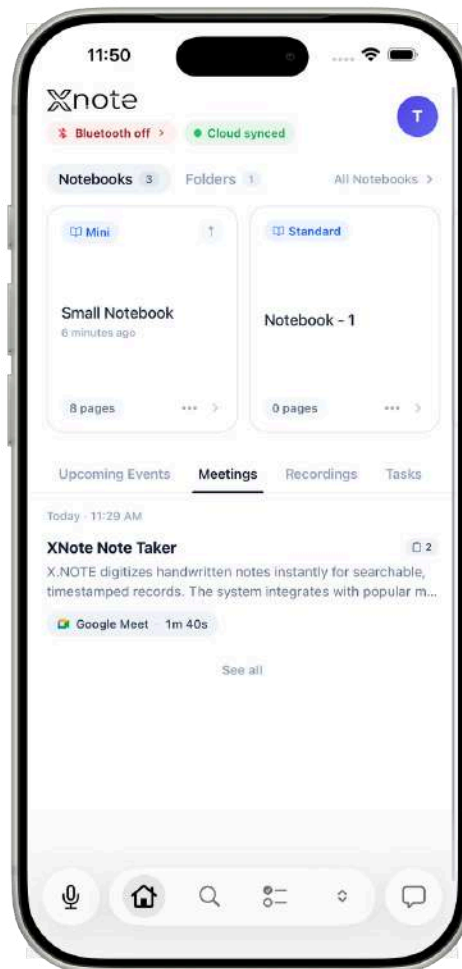 11:50
Xnote
Bluetooth off >
Cloud synced
T
Notebooks 3
Folders 1
All Notebooks >
Mini
Small Notebook
6 minutes ago
8 pages
Standard
Notebook - 1
0 pages
Upcoming Events Meetings Recordings Tasks
Today · 11:29 AM
XNote Note Taker
2
X.NOTE digitizes handwritten notes instantly for searchable,
timestamped records. The system integrates with popular m...
Google Meet · 1m 40s
See all